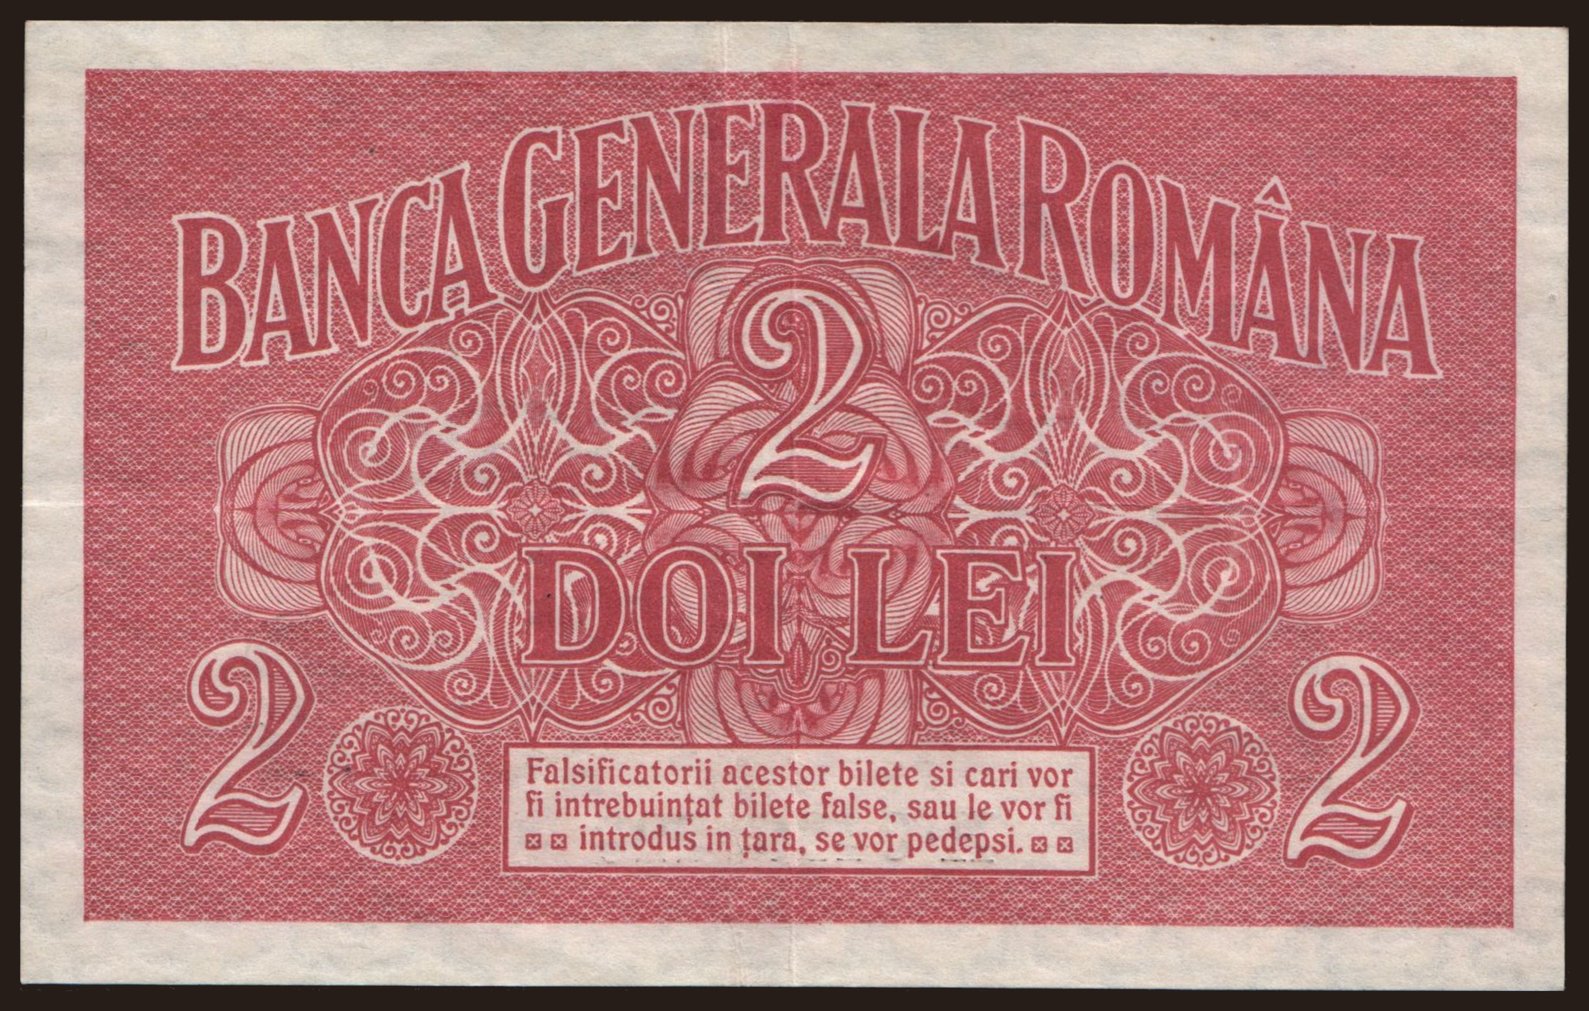 BANCA GENERALA ROMÂNA
2
DOI LEI
2 2
Falsificatorii acestor bilete si cari vor
fi intrebuințat bilete false, sau le vor fi
introdus in țara, se vor pedepsi.